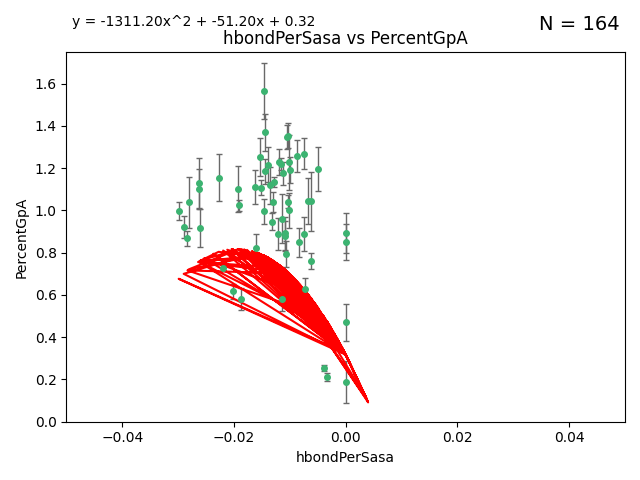 y = -1311.20x^2 + -51.20x + 0.32
N = 164
hbondPerSasa vs PercentGpA
PercentGpA
1.6
1.4
1.2
1.0
0.8
0.6
0.4
0.2
0.0
−0.04 −0.02 0.00 0.02 0.04
hbondPerSasa